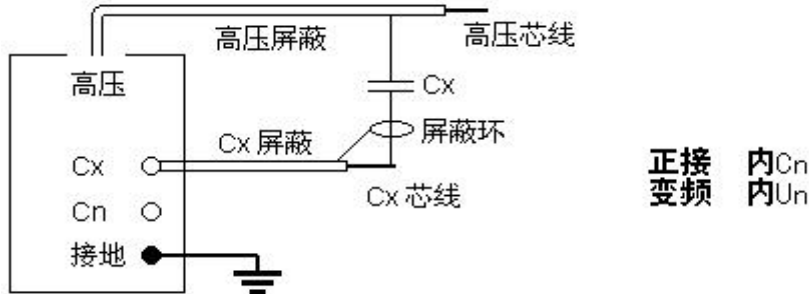 高压屏蔽
高压芯线
高压
Cx
Cx 屏蔽
屏蔽环
Cx
Cx 芯线
Cn
接地
正接 内Cn
变频 内Un